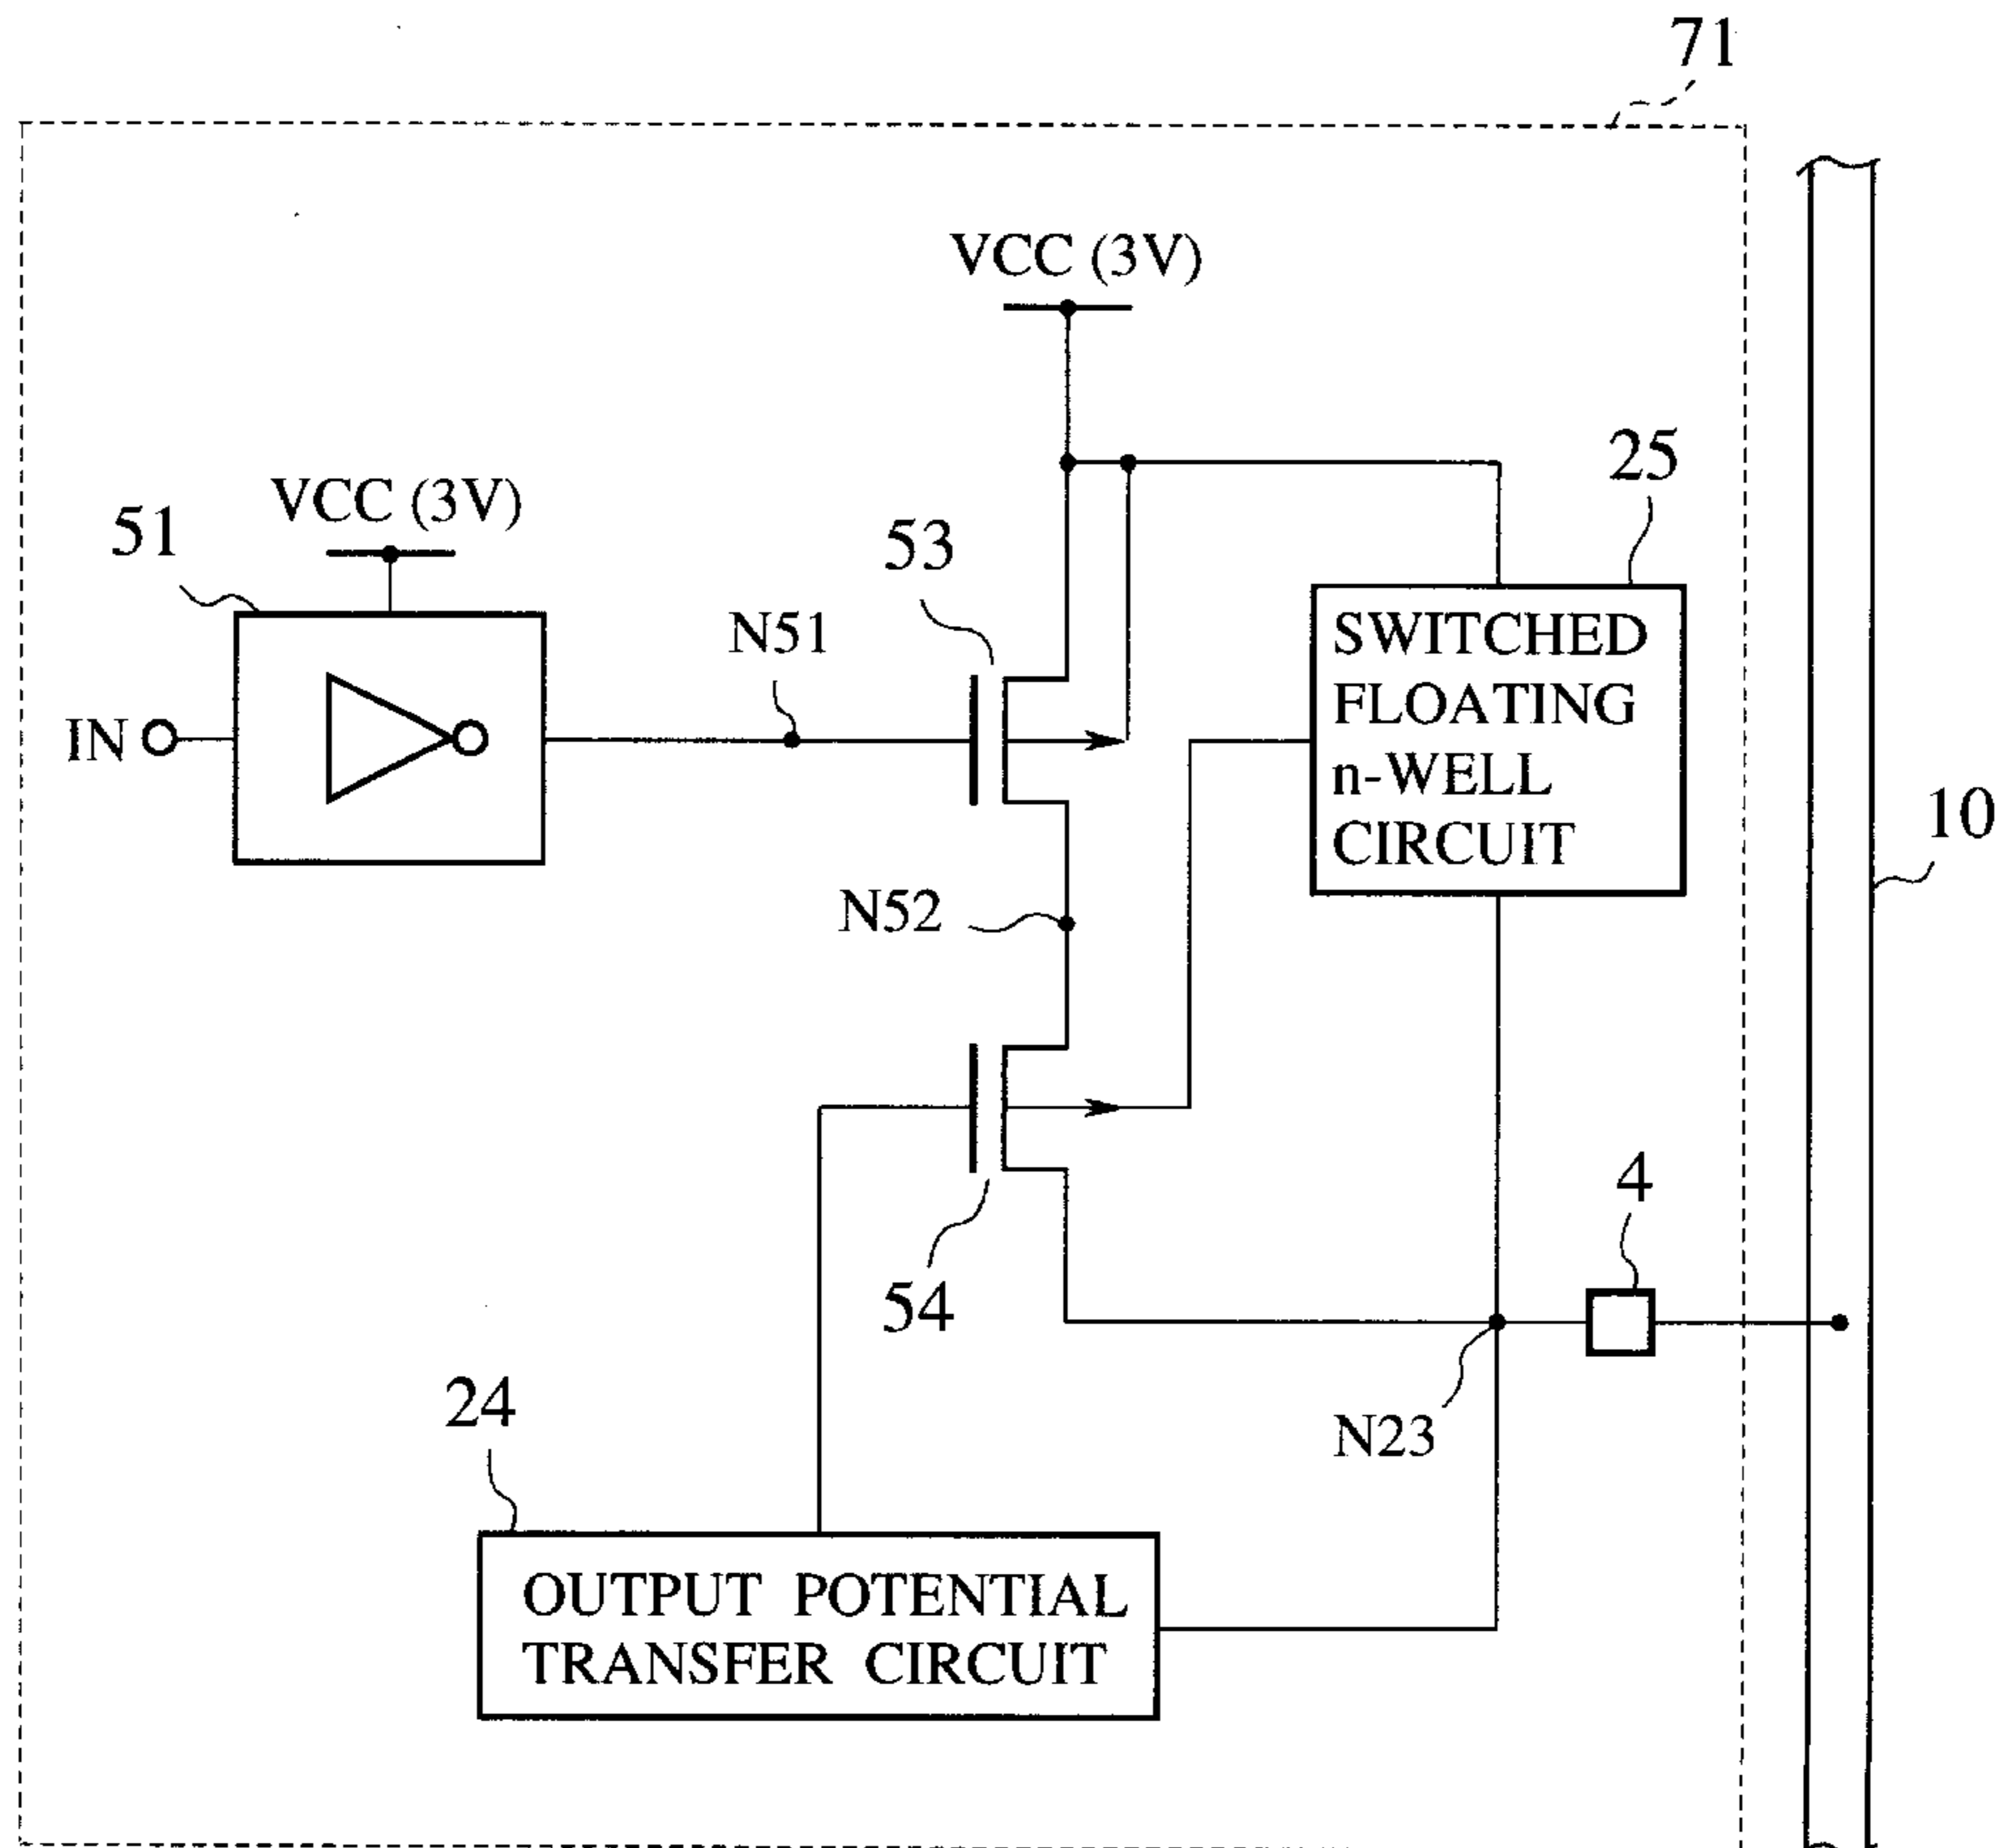 71
VCC (3V)
25
VCC (3V)
51
53
SWITCHED
FLOATING
n-WELL
CIRCUIT
N51
IN
10
N52
4
54
24
N23
OUTPUT POTENTIAL
TRANSFER CIRCUIT